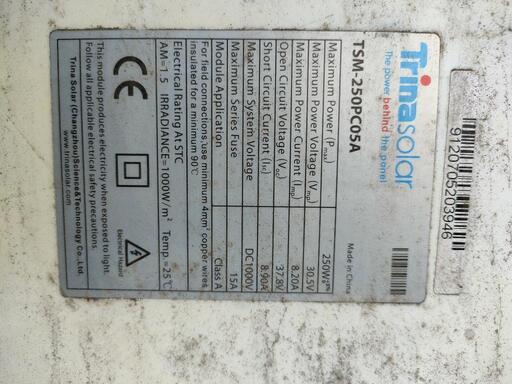 Trinasolar
The power behind the panel
9120705203946
TSM-250PC05A
Made in China
Maximum Power (Pmax) 250W
Maximum Power Voltage (Vmp) 30.5V
Maximum Power Current (Imp) 8.20A
Open Circuit Voltage (Voc) 37.8V
Short Circuit Current (Isc) 8.90A
Maximum System Voltage DC1000V
Maximum Series Fuse 15A
Module Application Class A
For field connections, use minimum 4mm² copper wires
insulated for a minimum 90°C
Electrical Rating At STC
AM=1.5 IRRADIANCE=1000W/m² Temp.=25°C
CE
Electrical Hazard
This module produces electricity when exposed to light.
Follow all applicable electrical safety precautions.
Trina Solar (Changzhou)Science&Technology Co., Ltd.
www.trinasolar.com